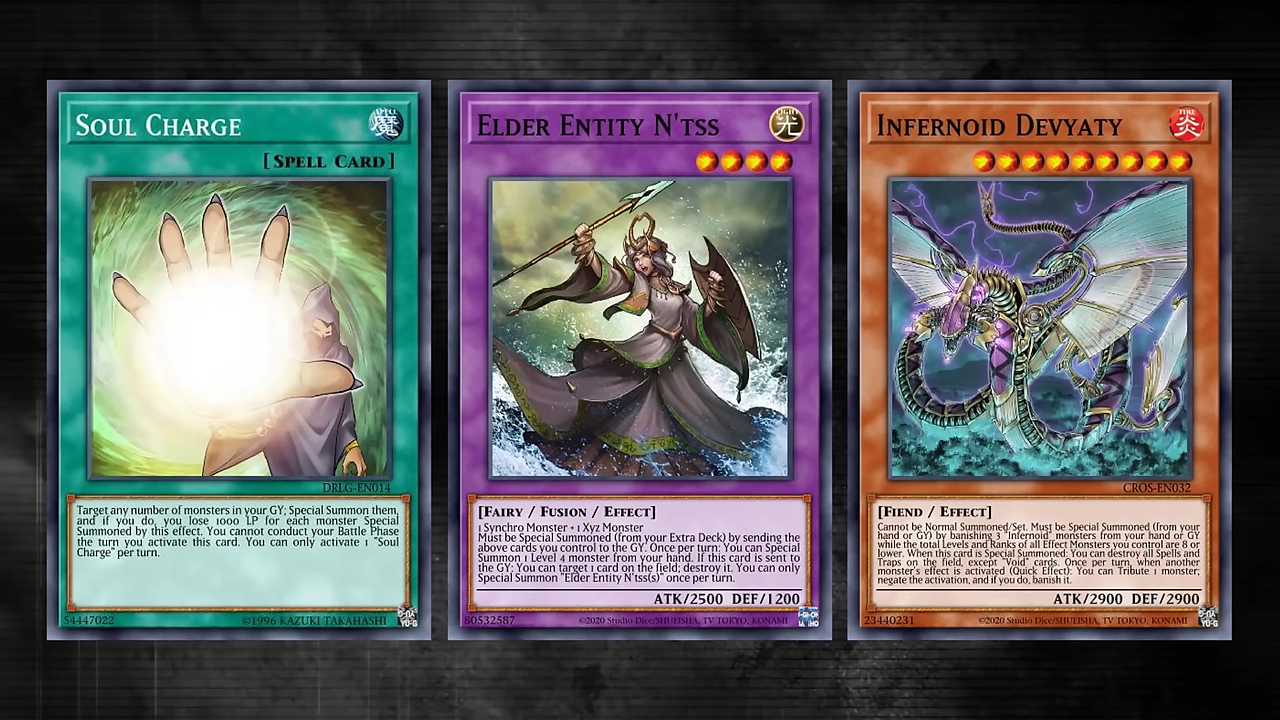 Soul Charge
魔
[Spell Card]
DRLG-EN014
Target any number of monsters in your GY; Special Summon them,
and if you do, you lose 1000 LP for each monster Special
Summoned by this effect. You cannot conduct your Battle Phase
the turn you activate this card. You can only activate 1 "Soul
Charge" per turn.
54447022
©1996 KAZUKI TAKAHASHI
Elder Entity N'tss
LIGHT
光
[Fairy / Fusion / Effect]
1 Synchro Monster + 1 Xyz Monster
Must be Special Summoned (from your Extra Deck) by sending the
above cards you control to the GY. Once per turn: You can Special
Summon 1 Level 4 monster from your hand. If this card is sent to
the GY: You can target 1 card on the field; destroy it. You can only
Special Summon "Elder Entity N'tss(s)" once per turn.
ATK/2500 DEF/1200
80532587
©2020 Studio Dice/SHUEISHA, TV TOKYO, KONAMI
Infernoid Devyaty
FIRE
炎
CROS-EN032
[Fiend / Effect]
Cannot be Normal Summoned/Set. Must be Special Summoned (from your
hand or GY) by banishing 3 "Infernoid" monsters from your hand or GY
while the total Levels and Ranks of all Effect Monsters you control are 8 or
lower. When this card is Special Summoned: You can destroy all Spells and
Traps on the field, except "Void" cards. Once per turn, when another
monster's effect is activated (Quick Effect): You can Tribute 1 monster;
negate the activation, and if you do, banish it.
ATK/2900 DEF/2900
23440231
©2020 Studio Dice/SHUEISHA, TV TOKYO, KONAMI